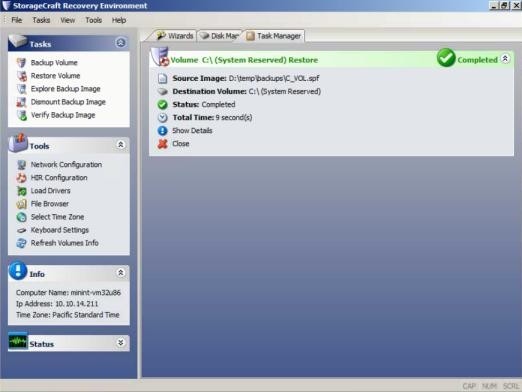 StorageCraft Recovery Environment
File Tasks View Tools Help
Wizards Disk Map Task Manager
Tasks
Backup Volume
Restore Volume
Explore Backup Image
Dismount Backup Image
Verify Backup Image
Tools
Network Configuration
HIR Configuration
Load Drivers
File Browser
Select Time Zone
Keyboard Settings
Refresh Volumes Info
Info
Computer Name: minint-vm32u86
Ip Address: 10.10.14.211
Time Zone: Pacific Standard Time
Status
Volume C:\ (System Reserved) Restore Completed
Source Image: D:\temp\backups\C_VOL.spf
Destination Volume: C:\ (System Reserved)
Status: Completed
Total Time: 9 second(s)
Show Details
Close
CAP NUM SCRL